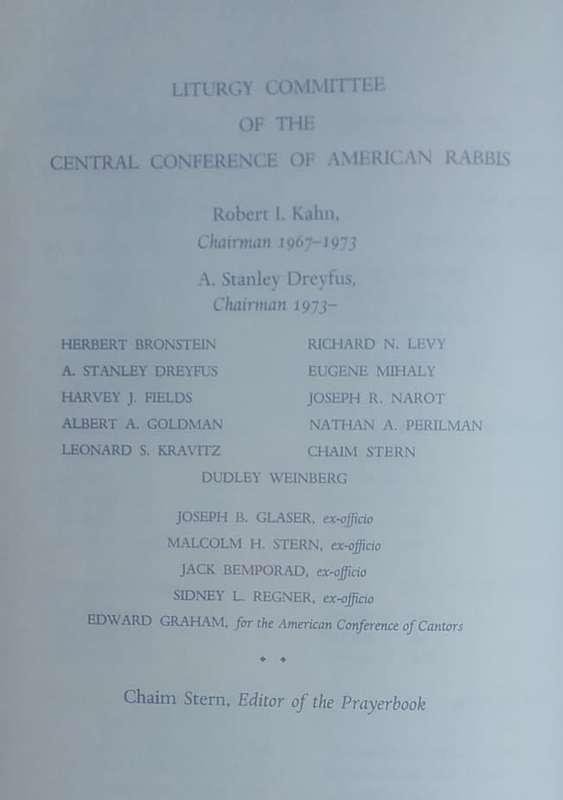 LITURGY COMMITTEE
OF THE
CENTRAL CONFERENCE OF AMERICAN RABBIS
Robert I. Kahn,
Chairman 1967–1973
A. Stanley Dreyfus,
Chairman 1973–
HERBERT BRONSTEIN RICHARD N. LEVY
A. STANLEY DREYFUS EUGENE MIHALY
HARVEY J. FIELDS JOSEPH R. NAROT
ALBERT A. GOLDMAN NATHAN A. PERILMAN
LEONARD S. KRAVITZ CHAIM STERN
DUDLEY WEINBERG
JOSEPH B. GLASER, ex-officio
MALCOLM H. STERN, ex-officio
JACK BEMPORAD, ex-officio
SIDNEY L. REGNER, ex-officio
EDWARD GRAHAM, for the American Conference of Cantors
Chaim Stern, Editor of the Prayerbook